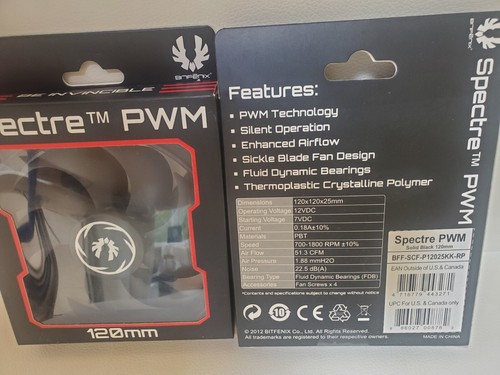 BITFENIX
BE INVINCIBLE
ectre™ PWM
120mm
BITFENIX
Spectre™ PWM
Features:
PWM Technology
Silent Operation
Enhanced Airflow
Sickle Blade Fan Design
Fluid Dynamic Bearings
Thermoplastic Crystalline Polymer
Dimensions 120x120x25mm
Operating Voltage 12VDC
Starting Voltage 7VDC
Current 0.18A±10%
Materials PBT
Speed 700-1800 RPM ±10%
Air Flow 51.3 CFM
Air Pressure 1.88 mmH2O
Noise 22.5 dB(A)
Bearing Type Fluid Dynamic Bearings (FDB)
Accessories Fan Screws x 4
*Contents and specifications subject to change without notice
Spectre PWM
Solid Black 120mm
BFF-SCF-P12025KK-RP
EAN Outside of U.S & Canada
UPC For U.S & Canada only
10
CE
© 2012 BITFENIX Co., Ltd. All Rights Reserved.
All trademarks are registered to their respective owners.
MADE IN CHINA